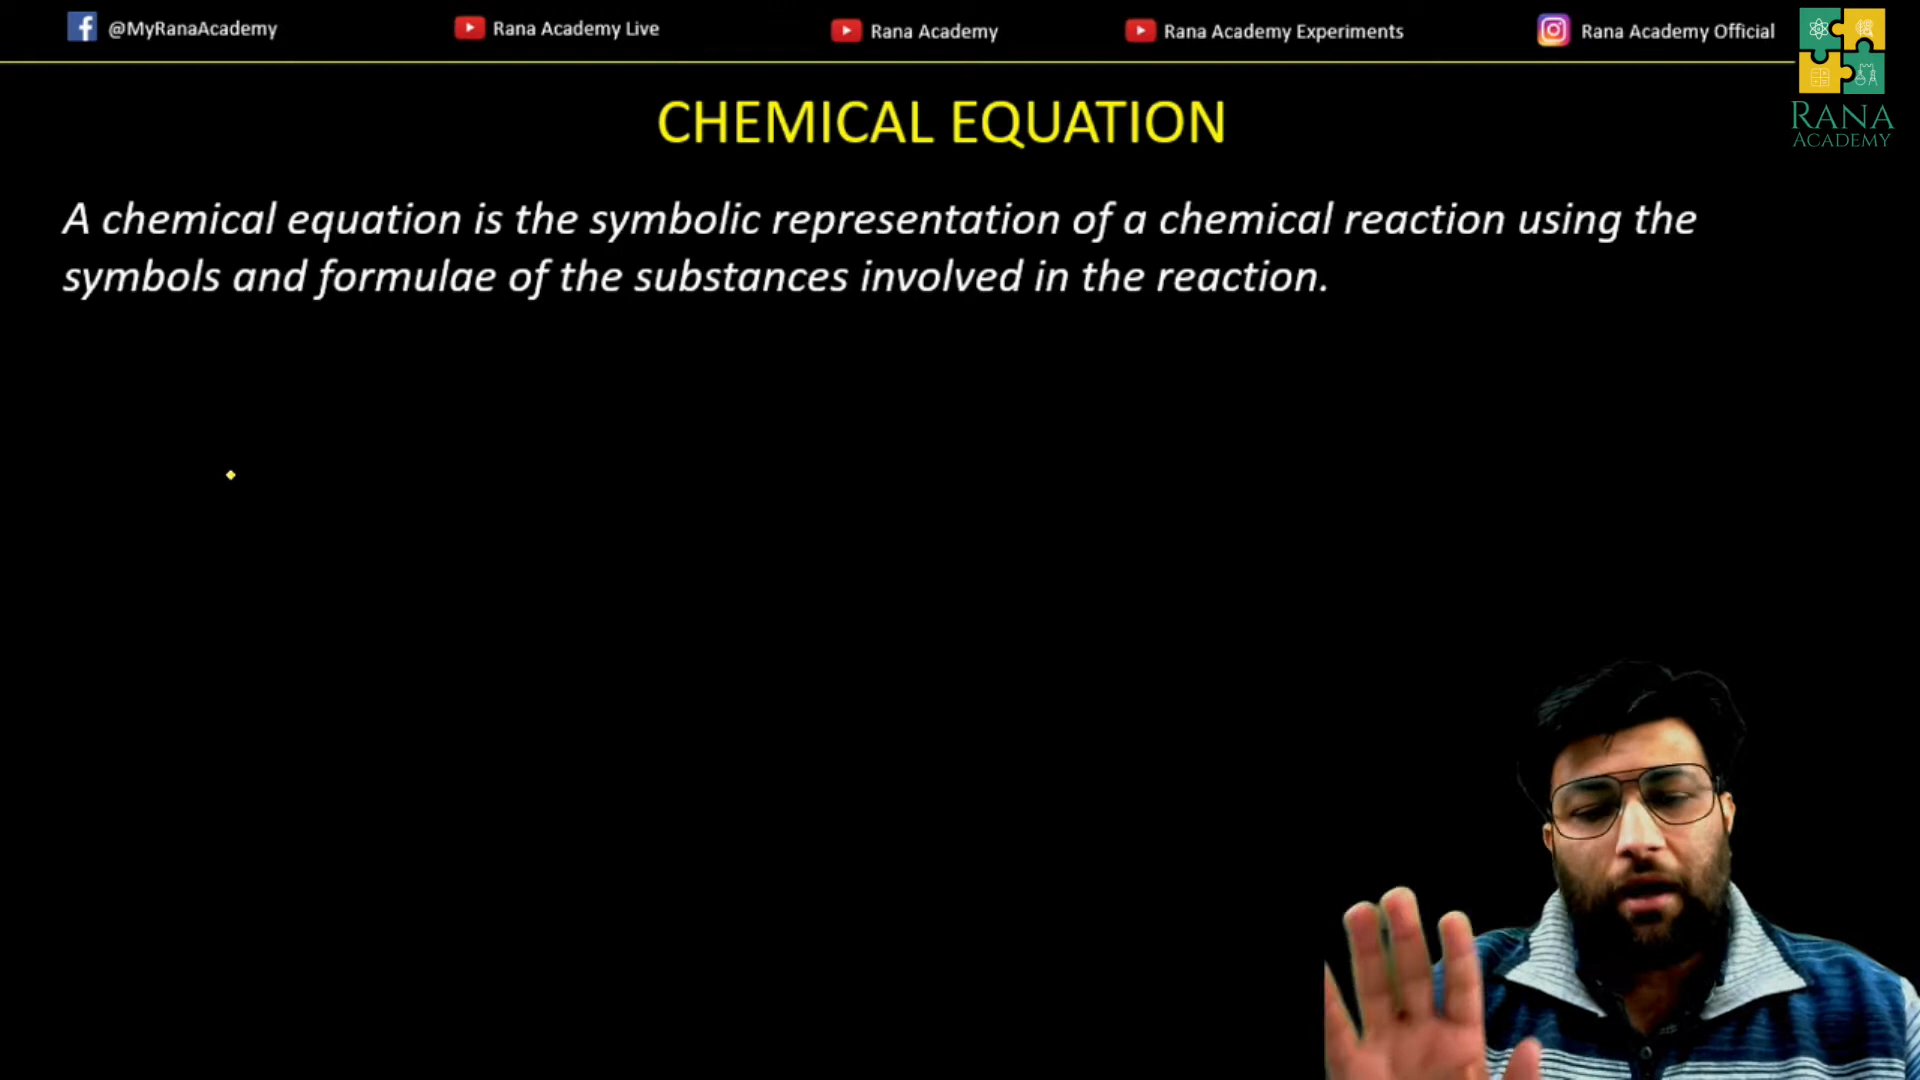 @MyRanaAcademy
Rana Academy Live
Rana Academy
Rana Academy Experiments
Rana Academy Official
RANA
ACADEMY
CHEMICAL EQUATION
A chemical equation is the symbolic representation of a chemical reaction using the
symbols and formulae of the substances involved in the reaction.